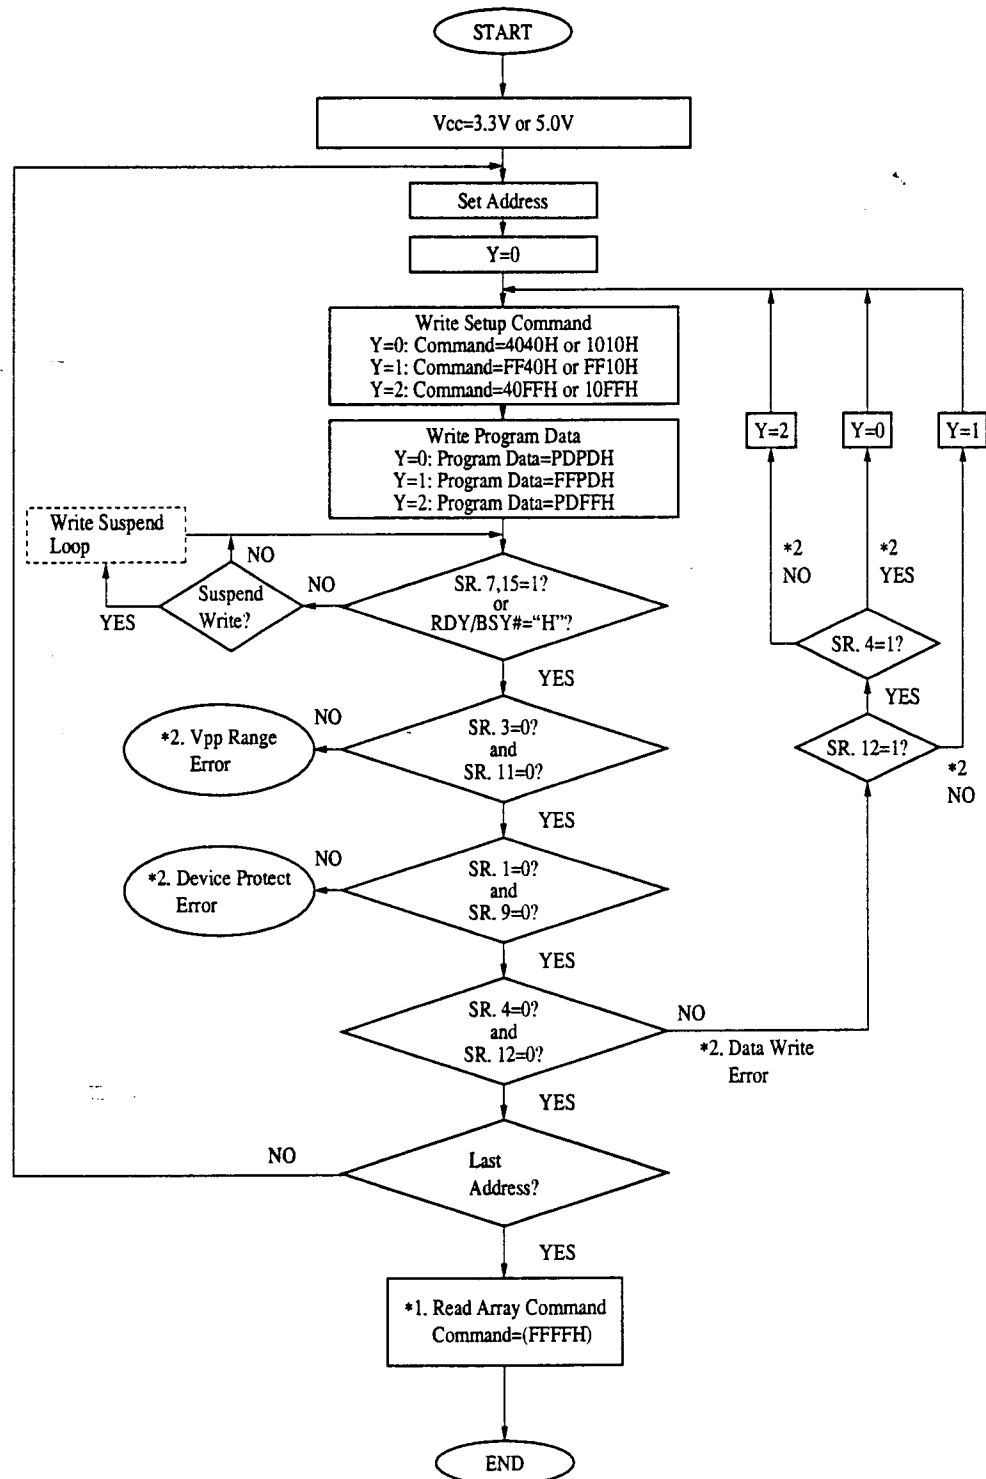 START
Vcc=3.3V or 5.0V
Set Address
Y=0
Write Setup Command
Y=0: Command=4040H or 1010H
Y=1: Command=FF40H or FF10H
Y=2: Command=40FFH or 10FFH
Write Program Data
Y=0: Program Data=PDPDH
Y=1: Program Data=FFPDH
Y=2: Program Data=PDFFH
Y=2
Y=0
Y=1
Write Suspend
Loop
NO
YES
Suspend
Write?
NO
SR. 7,15=1?
or
RDY/BSY#="H"?
YES
*2
NO
*2
YES
SR. 4=1?
YES
SR. 12=1?
*2
NO
*2. Vpp Range
Error
NO
SR. 3=0?
and
SR. 11=0?
YES
*2. Device Protect
Error
NO
SR. 1=0?
and
SR. 9=0?
YES
SR. 4=0?
and
SR. 12=0?
NO
*2. Data Write
Error
YES
NO
Last
Address?
YES
*1. Read Array Command
Command=(FFFFH)
END